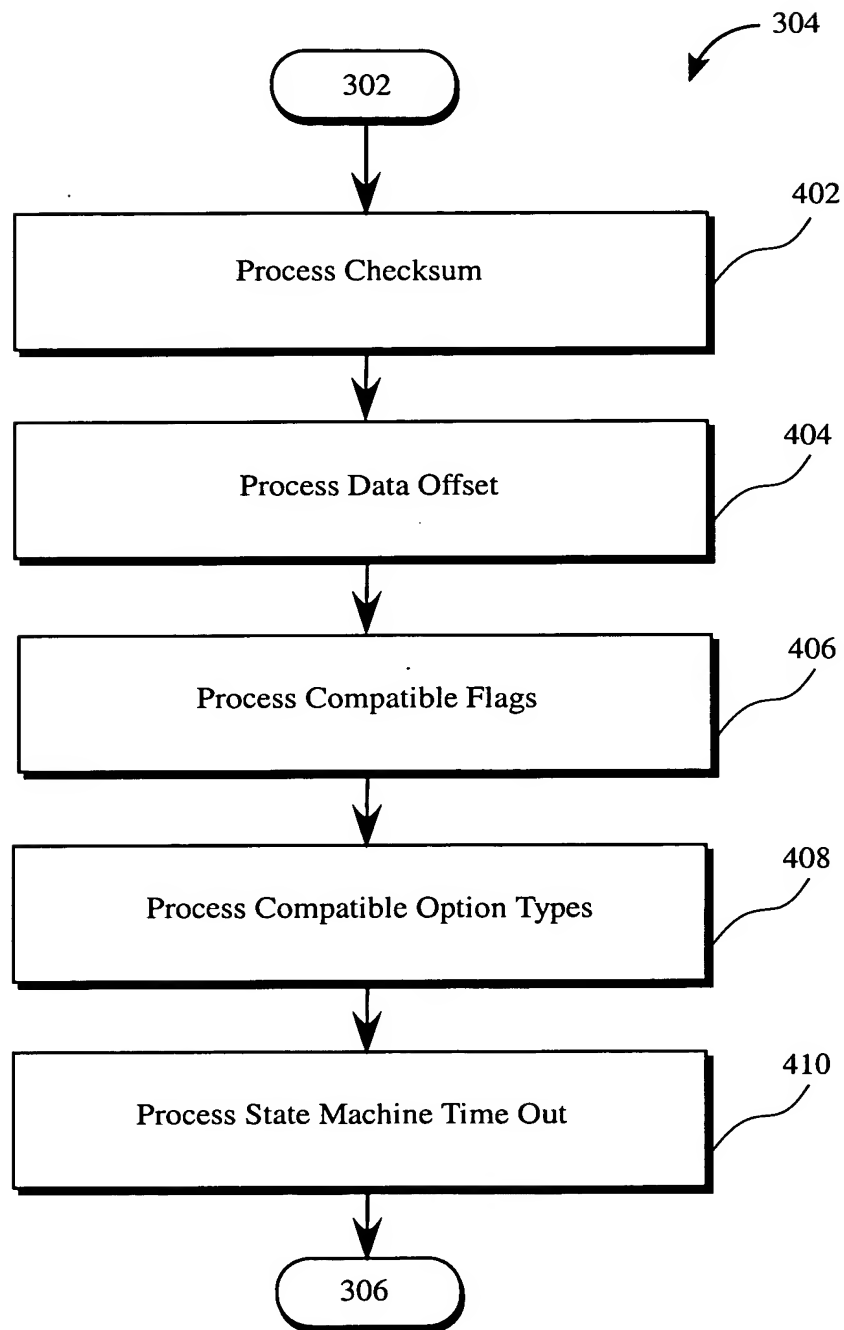 304
302
402
Process Checksum
404
Process Data Offset
406
Process Compatible Flags
408
Process Compatible Option Types
410
Process State Machine Time Out
306